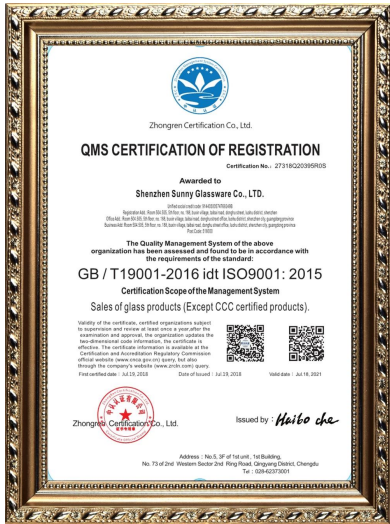 Zhongren Certification Co., Ltd.
QMS CERTIFICATION OF REGISTRATION
Certification No.: 27318Q20395R0S
Awarded to
Shenzhen Sunny Glassware Co., LTD.
The Quality Management System of the above
organization has been assessed and found to be in accordance with
the requirements of the standard:
GB / T19001-2016 idt ISO9001: 2015
Certification Scope of the Management System
Sales of glass products (Except CCC certified products).
Validity of the certificate, certified organizations subject
to supervision and review at least once a year,after the
examination and approval, the organization updates the
two-dimensional code information, the certificate is
effective. The certificate information is available at the
Certification and Accreditation Regulatory Commission
official website (www.cnca.gov.cn) query, but also
through the company's website (www.zrcln.com) query.
First certified date : Jul.19, 2018 Date of Issued : Jul.19, 2018 Valid date : Jul.18, 2021
Zhongren Certification Co., Ltd.
Issued by : Haibo che
Address : No.5, 3F of 1st unit , 1st Building,
No. 73 of 2nd Western Sector 2nd Ring Road, Qingyang District, Chengdu
Tel : 028-62373001